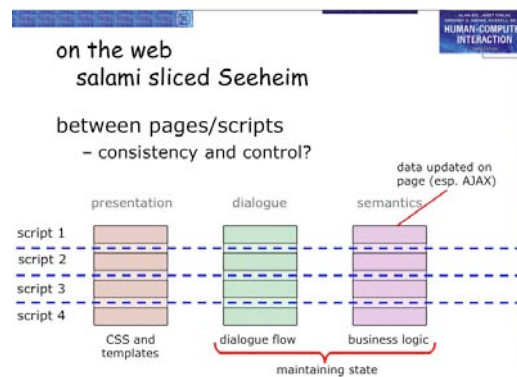 HUMAN-COMPUTE
INTERACTION
on the web
salami sliced Seeheim
between pages/scripts
– consistency and control?
data updated on
page (esp. AJAX)
presentation
dialogue
semantics
script 1
script 2
script 3
script 4
CSS and
templates
dialogue flow
business logic
maintaining state